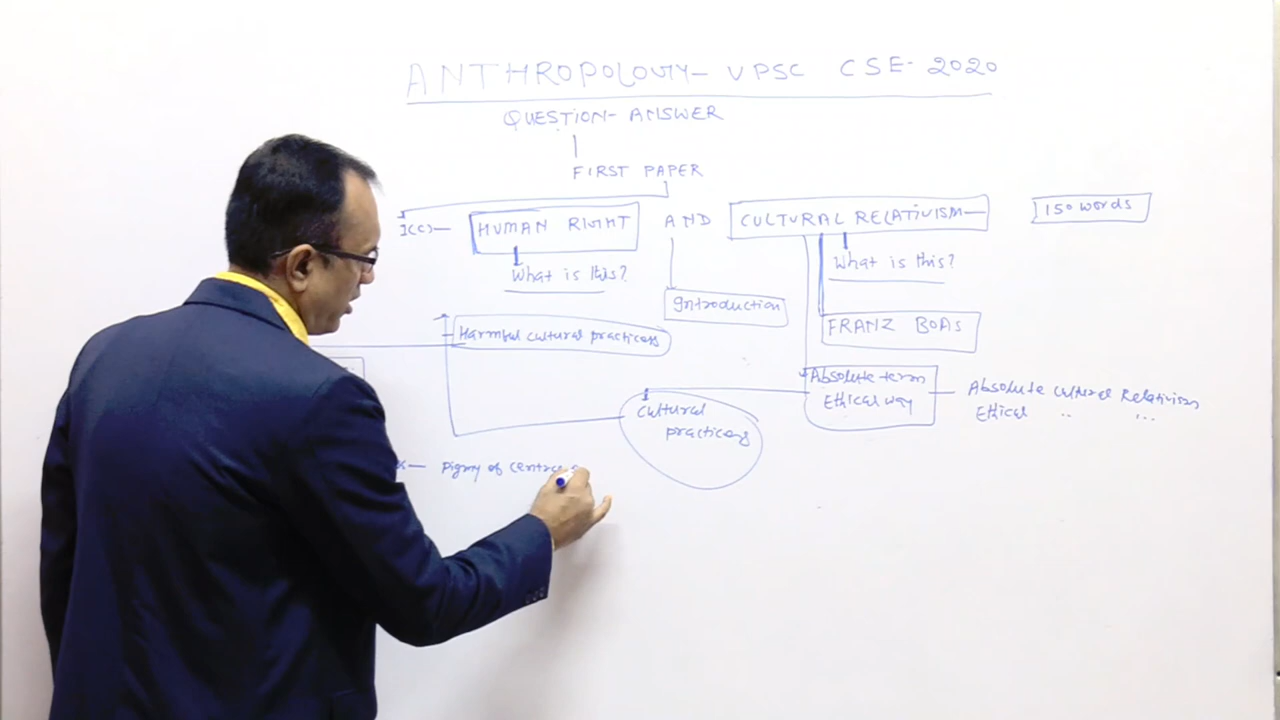 ANTHROPOLOGY- UPSC CSE- 2020
QUESTION- ANSWER
FIRST PAPER
1(C)— HUMAN RIGHT AND CULTURAL RELATIVISM— 150 words
What is this? What is this?
Introduction
FRANZ BOAS
Harmful cultural practices
Absolute term
Ethical way
Absolute Cultural Relativism
Ethical " "
Cultural
practices
— Pigmy of